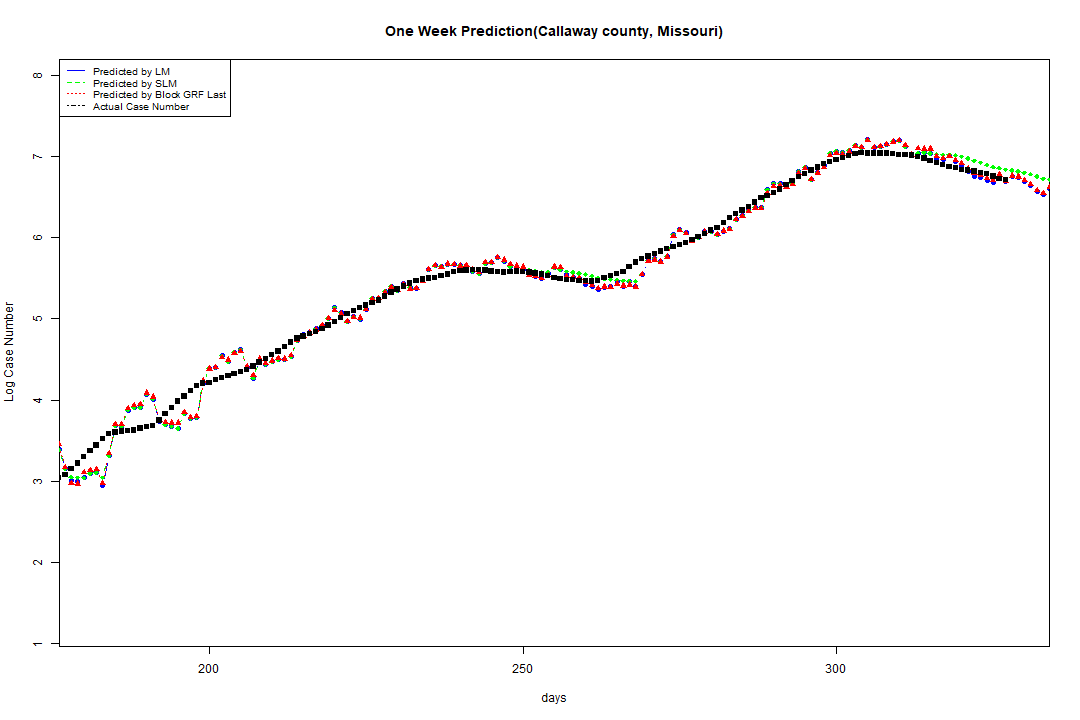 One Week Prediction(Callaway county, Missouri)
Predicted by LM
Predicted by SLM
Predicted by Block GRF Last
Actual Case Number
8
7
6
5
4
3
2
1
Log Case Number
200 250 300
days